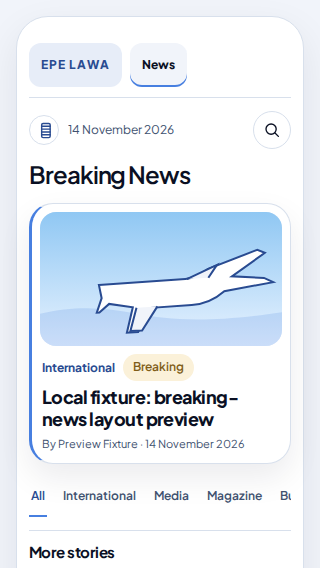 EPE LAWA
News
14 November 2026
Breaking News
International
Breaking
Local fixture: breaking-
news layout preview
By Preview Fixture · 14 November 2026
All International Media Magazine
More stories